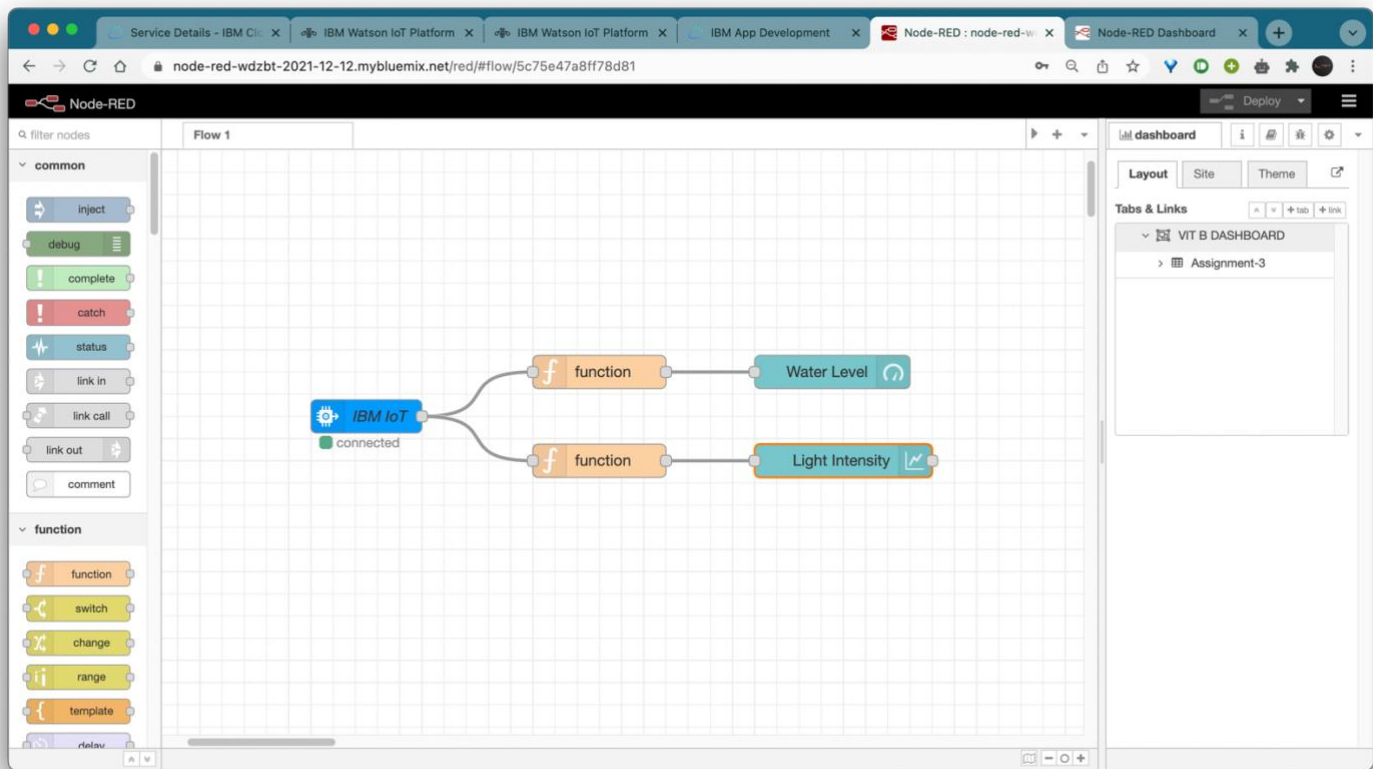 Service Details - IBM Clo
IBM Watson IoT Platform
IBM Watson IoT Platform
IBM App Development
Node-RED : node-red-w
Node-RED Dashboard
node-red-wdzbt-2021-12-12.mybluemix.net/red/#flow/5c75e47a8ff78d81
Node-RED
Deploy
filter nodes
Flow 1
dashboard
common
inject
debug
complete
catch
status
link in
link call
link out
comment
function
function
switch
change
range
template
delay
IBM IoT
connected
function
Water Level
function
Light Intensity
Layout
Site
Theme
Tabs & Links
+ tab
+ link
VIT B DASHBOARD
Assignment-3